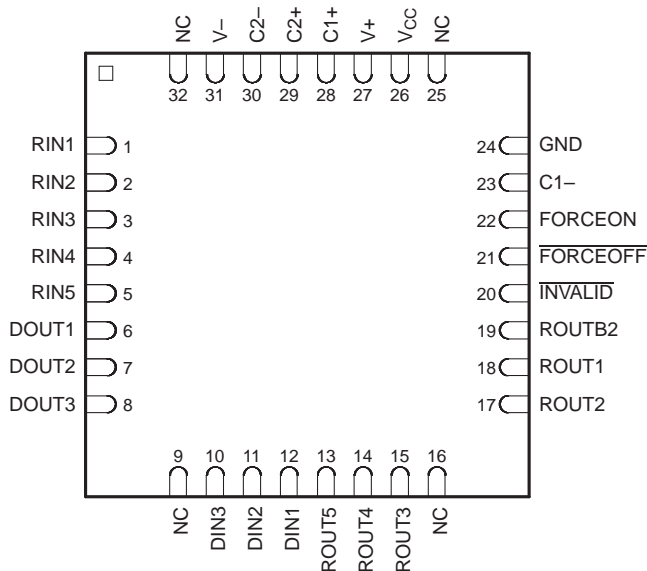 NC V– C2– C2+ C1+ V+ VCC NC
32 31 30 29 28 27 26 25
RIN1 1 24 GND
RIN2 2 23 C1–
RIN3 3 22 FORCEON
RIN4 4 21 FORCEOFF
RIN5 5 20 INVALID
DOUT1 6 19 ROUTB2
DOUT2 7 18 ROUT1
DOUT3 8 17 ROUT2
9 10 11 12 13 14 15 16
NC DIN3 DIN2 DIN1 ROUT5 ROUT4 ROUT3 NC